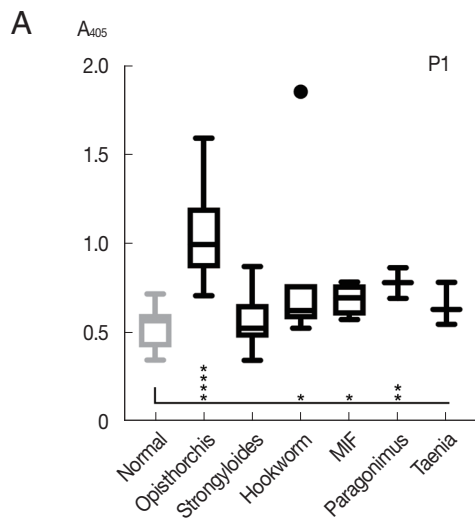 A
A₄₀₅
P1
2.0
1.5
1.0
0.5
0
****
*
*
**
Normal
Opisthorchis
Strongyloides
Hookworm
MIF
Paragonimus
Taenia